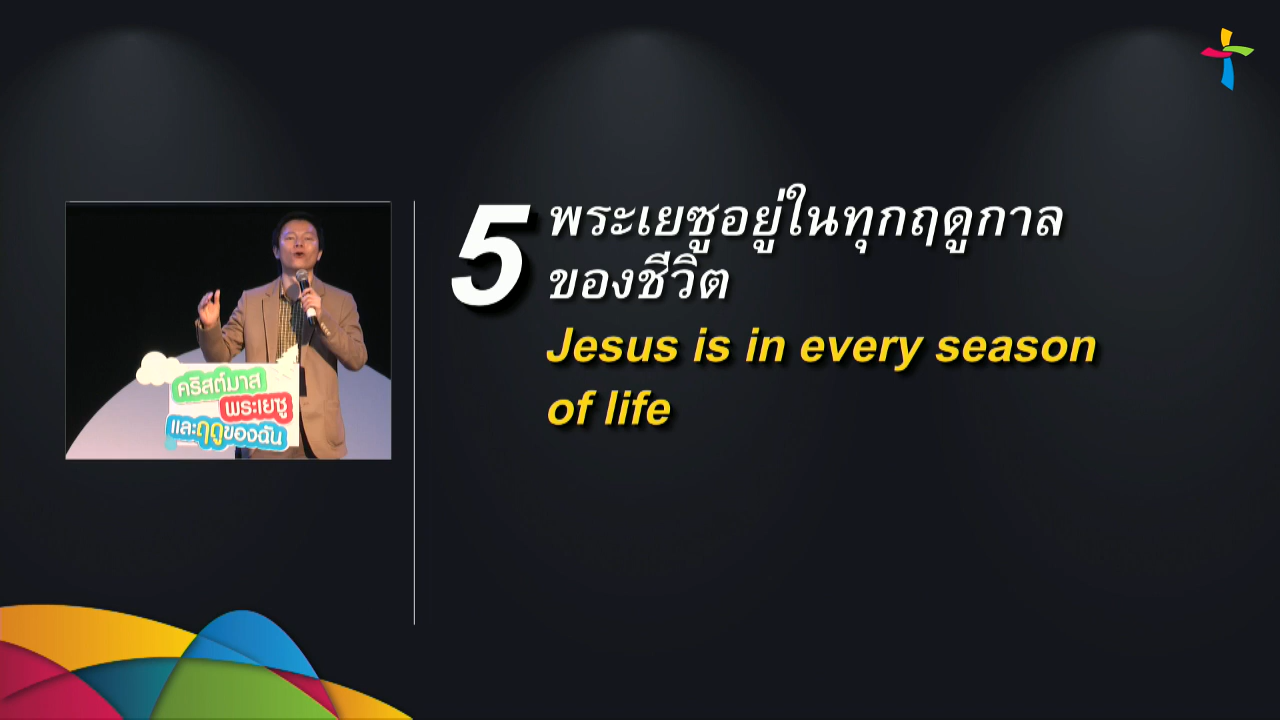 5
พระเยซูอยู่ในทุกฤดูกาล
ของชีวิต
Jesus is in every season
of life
คริสต์มาส
พระเยซู
และฤดูของฉัน